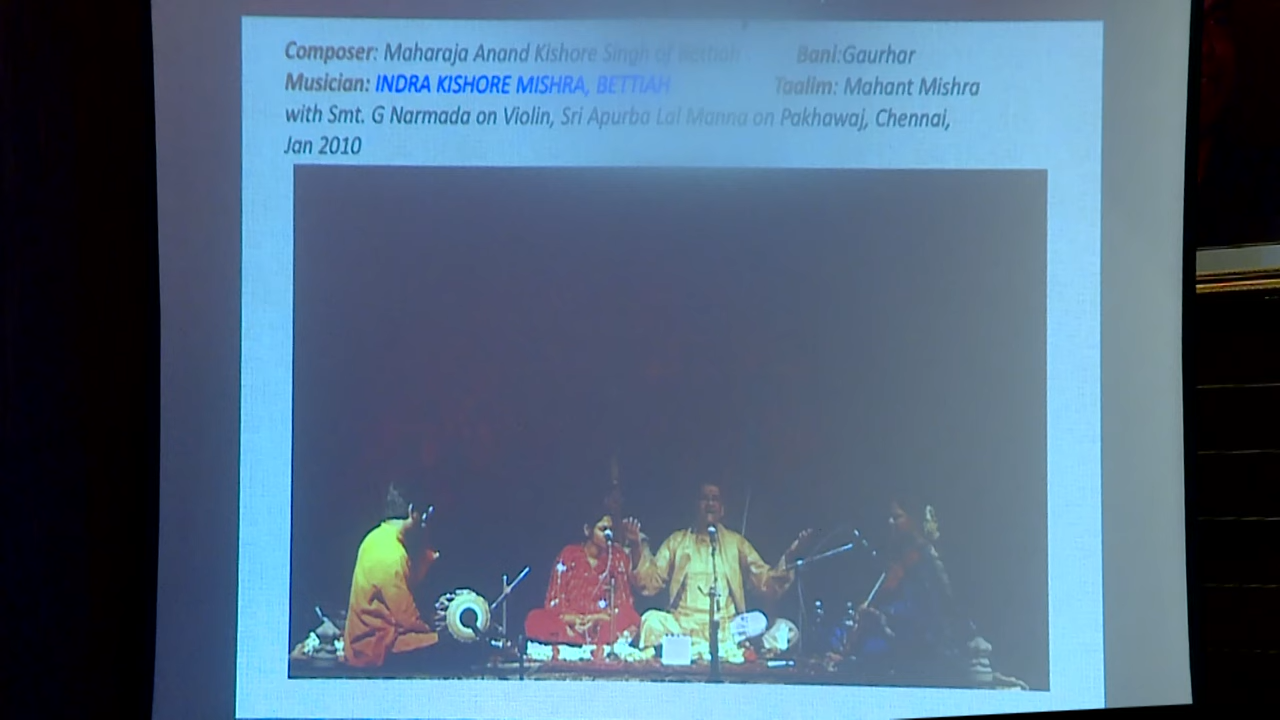 Composer: Maharaja Anand Kishore Singh of Bettiah Bani:Gaurhar
Musician: INDRA KISHORE MISHRA, BETTIAH Taalim: Mahant Mishra
with Smt. G Narmada on Violin, Sri Apurba Lal Manna on Pakhawaj, Chennai,
Jan 2010